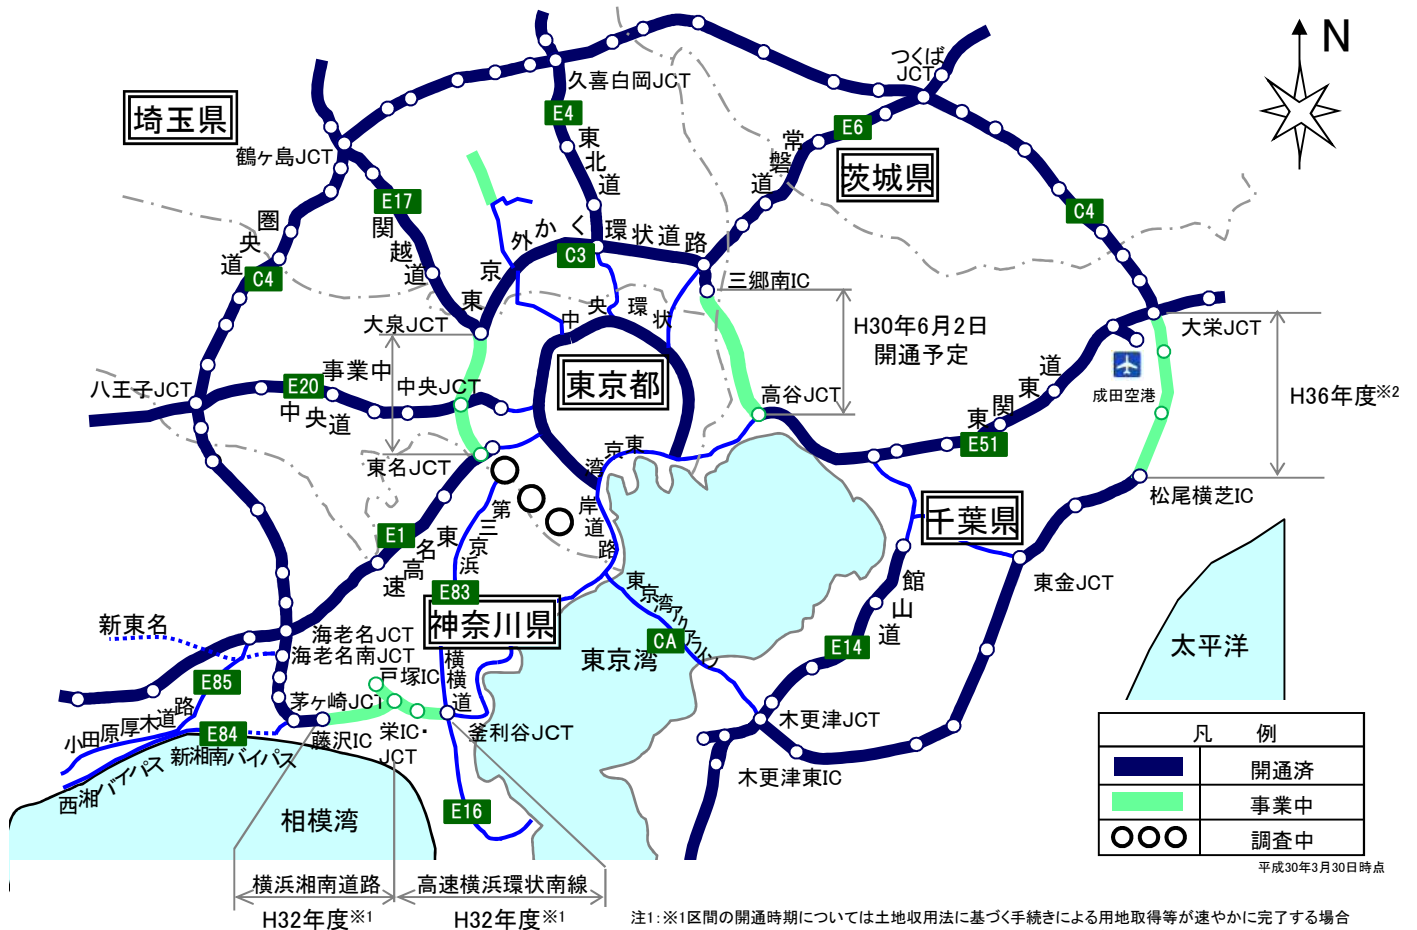 N
つくば
JCT
久喜白岡JCT
埼玉県
E4
E6
常磐道
茨城県
鶴ヶ島JCT
東北道
E17
関越道
C4
圏央道
C4
東京外かく環状道路
C3
三郷南IC
中央環状
大泉JCT
H30年6月2日
開通予定
大栄JCT
成田空港
H36年度※2
八王子JCT
E20
事業中
中央道
中央JCT
東京都
高谷JCT
東関東道
E51
東名JCT
松尾横芝IC
東京湾岸道路
第三京浜
千葉県
E1
東名高速
E83
神奈川県
東京湾アクアライン
CA
東京湾
館山道
E14
東金JCT
太平洋
新東名
海老名JCT
海老名南JCT
E85
戸塚IC
横横道
茅ヶ崎JCT
小田原厚木道路
E84
新湘南バイパス
西湘バイパス
藤沢IC
栄IC・
JCT
釜利谷JCT
木更津JCT
木更津東IC
E16
相模湾
凡 例
開通済
事業中
調査中
平成30年3月30日時点
横浜湘南道路
高速横浜環状南線
H32年度※1
H32年度※1
注1:※1区間の開通時期については土地収用法に基づく手続きによる用地取得等が速やかに完了する場合